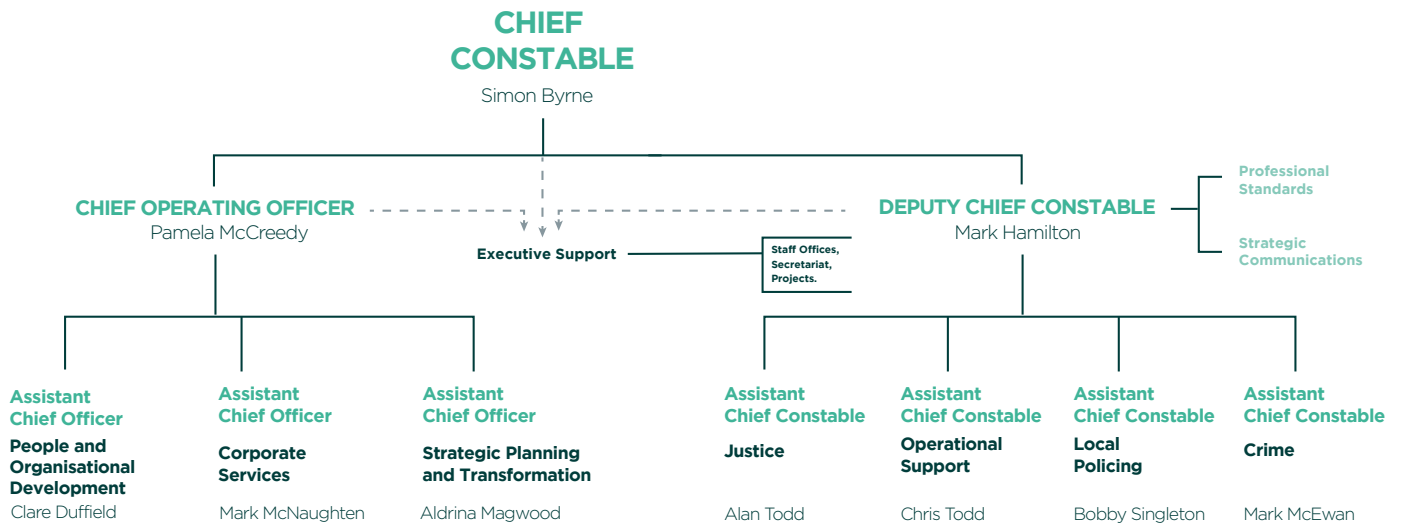 CHIEF
CONSTABLE
Simon Byrne
CHIEF OPERATING OFFICER
Pamela McCreedy
Executive Support
Staff Offices,
Secretariat,
Projects.
DEPUTY CHIEF CONSTABLE
Mark Hamilton
Professional
Standards
Strategic
Communications
Assistant
Chief Officer
People and
Organisational
Development
Clare Duffield
Assistant
Chief Officer
Corporate
Services
Mark McNaughten
Assistant
Chief Officer
Strategic Planning
and Transformation
Aldrina Magwood
Assistant
Chief Constable
Justice
Alan Todd
Assistant
Chief Constable
Operational
Support
Chris Todd
Assistant
Chief Constable
Local
Policing
Bobby Singleton
Assistant
Chief Constable
Crime
Mark McEwan